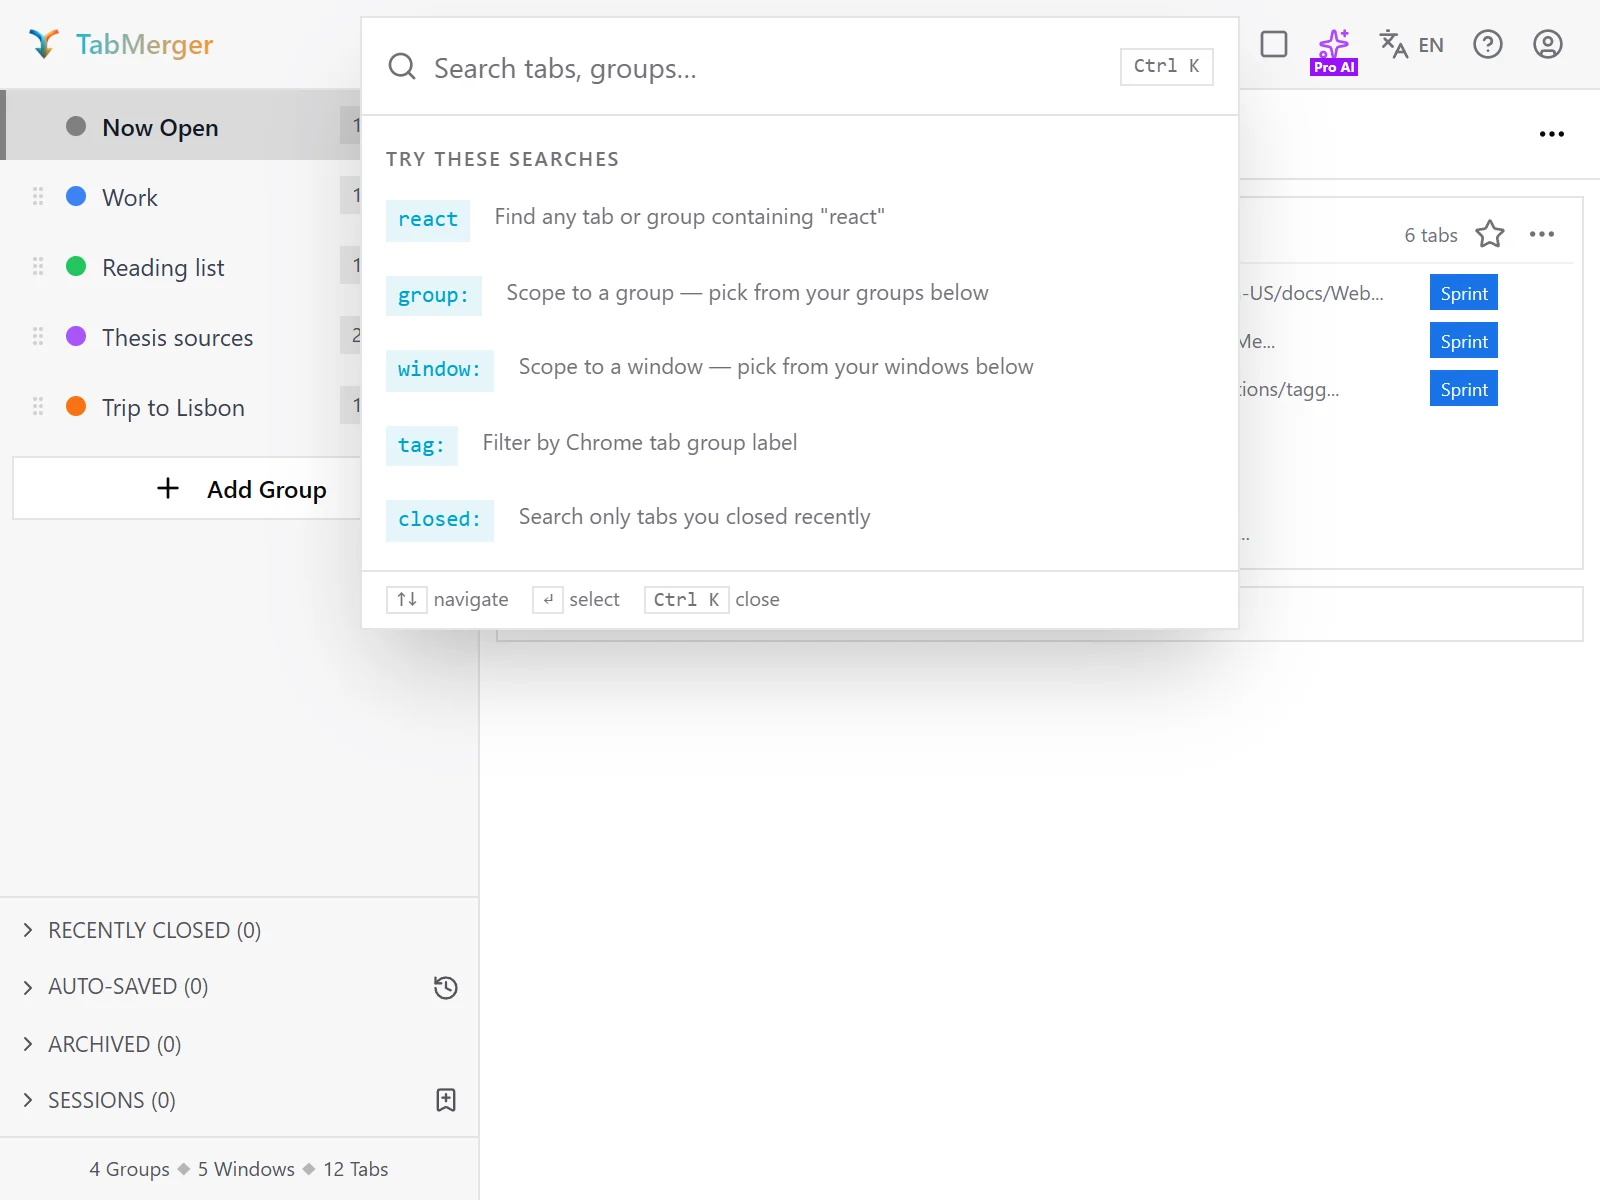 TabMerger
Search tabs, groups...
Ctrl K
Pro AI
EN
Now Open
Work
Reading list
Thesis sources
Trip to Lisbon
Add Group
TRY THESE SEARCHES
react Find any tab or group containing "react"
group: Scope to a group — pick from your groups below
window: Scope to a window — pick from your windows below
tag: Filter by Chrome tab group label
closed: Search only tabs you closed recently
↑↓ navigate ↵ select Ctrl K close
6 tabs
-US/docs/Web... Sprint
Me... Sprint
ions/tagg... Sprint
RECENTLY CLOSED (0)
AUTO-SAVED (0)
ARCHIVED (0)
SESSIONS (0)
4 Groups ◆ 5 Windows ◆ 12 Tabs